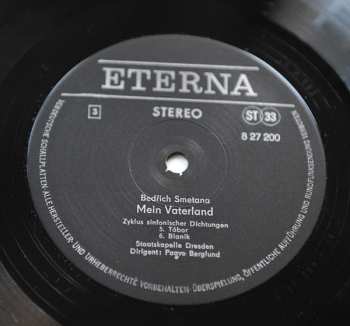 ETERNA
3
STEREO
ST 33
8 27 200
Bedřich Smetana
Mein Vaterland
Zyklus sinfonischer Dichtungen
5. Tábor
6. Blaník
Staatskapelle Dresden
Dirigent: Paavo Berglund
VEB DEUTSCHE SCHALLPLATTEN ALLE HERSTELLER- UND URHEBERRECHTE VORBEHALTEN ÜBERSPIELUNG, ÖFFENTLICHE AUFFÜHRUNG UND RUNDFUNKSENDUNG